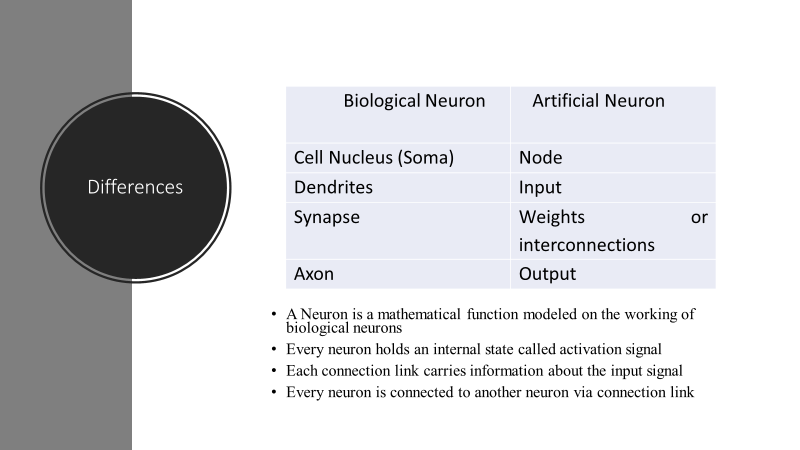 Differences
Biological Neuron Artificial Neuron
Cell Nucleus (Soma) Node
Dendrites Input
Synapse Weights or
interconnections
Axon Output
• A Neuron is a mathematical function modeled on the working of
biological neurons
• Every neuron holds an internal state called activation signal
• Each connection link carries information about the input signal
• Every neuron is connected to another neuron via connection link